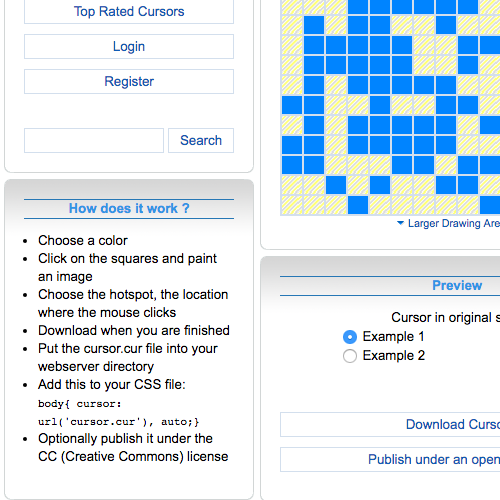 Top Rated Cursors
Login
Register
Search
How does it work ?
Choose a color
Click on the squares and paint
an image
Choose the hotspot, the location
where the mouse clicks
Download when you are finished
Put the cursor.cur file into your
webserver directory
Add this to your CSS file:
body{ cursor:
url('cursor.cur'), auto;}
Optionally publish it under the
CC (Creative Commons) license
Larger Drawing Are
Preview
Cursor in original s
Example 1
Example 2
Download Curso
Publish under an open